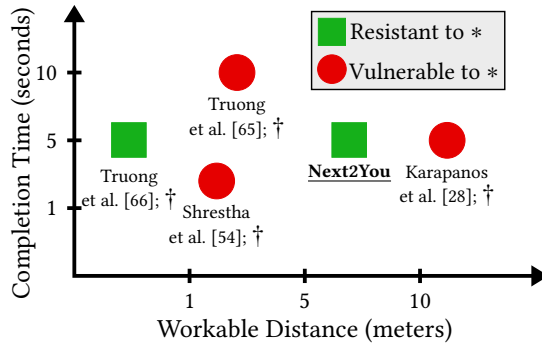 Completion Time (seconds)
10
5
1
Resistant to *
Vulnerable to *
Truong
et al. [65]; †
Truong
et al. [66]; †
Shrestha
et al. [54]; †
Next2You
Karapanos
et al. [28]; †
1
5
10
Workable Distance (meters)